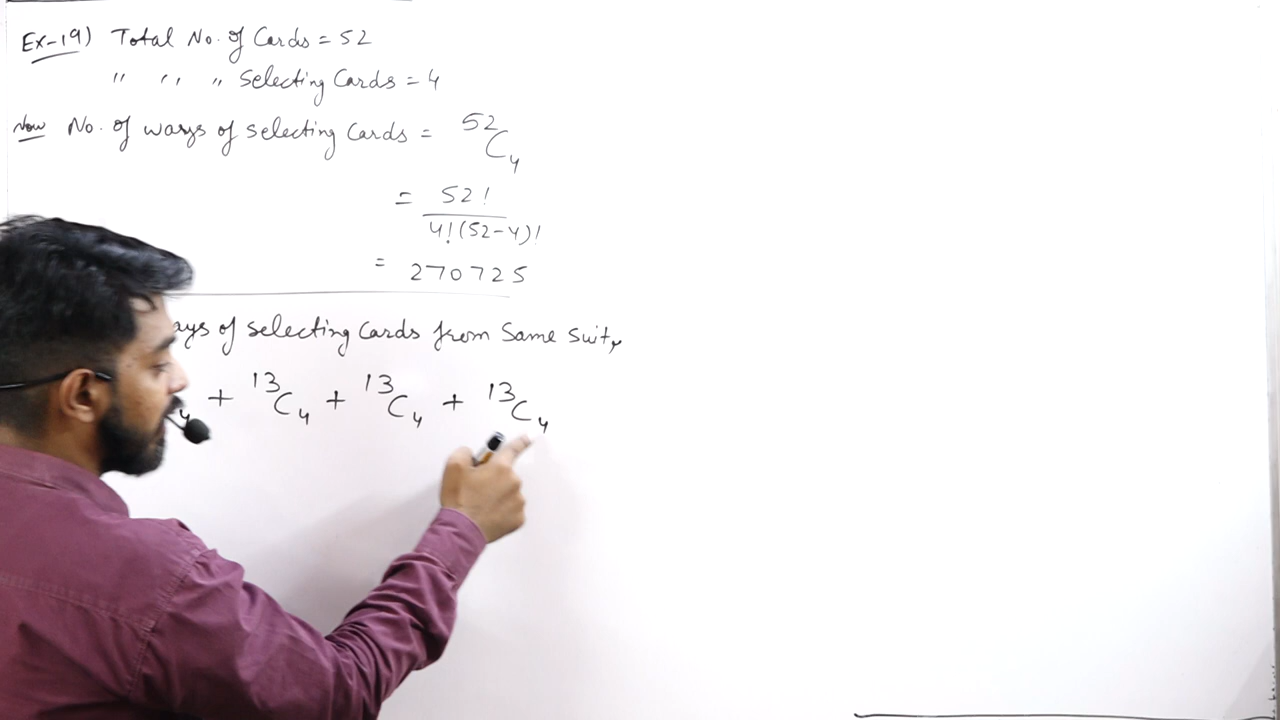 Ex-19) Total No. of Cards = 52
" " " Selecting Cards = 4
Now No. of ways of selecting Cards = ⁵²C₄
= 52! / 4!(52-4)!
= 270725
ays of selecting Cards from Same Suit,
₄ + ¹³C₄ + ¹³C₄ + ¹³C₄